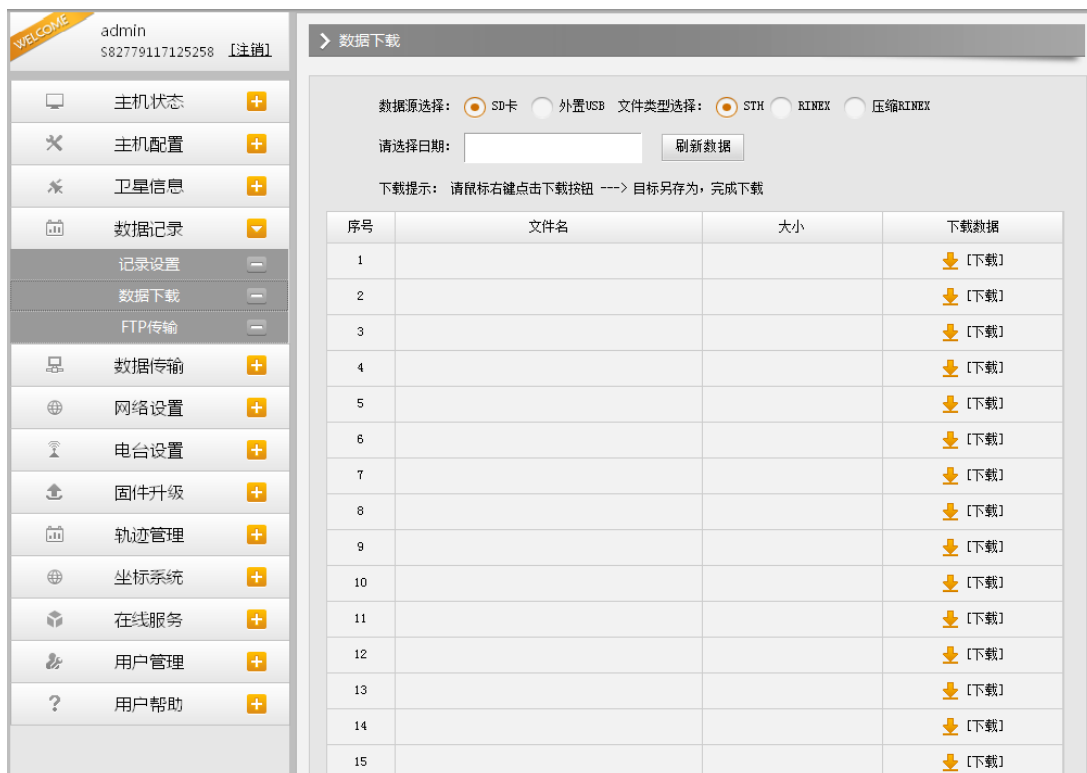 WELCOME
admin
S82779117125258 [注销]
主机状态
主机配置
卫星信息
数据记录
记录设置
数据下载
FTP传输
数据传输
网络设置
电台设置
固件升级
轨迹管理
坐标系统
在线服务
用户管理
用户帮助
数据下载
数据源选择: SD卡 外置USB 文件类型选择: STH RINEX 压缩RINEX
请选择日期: 刷新数据
下载提示: 请鼠标右键点击下载按钮 ---> 目标另存为，完成下载
序号 文件名 大小 下载数据
1 [下载]
2 [下载]
3 [下载]
4 [下载]
5 [下载]
6 [下载]
7 [下载]
8 [下载]
9 [下载]
10 [下载]
11 [下载]
12 [下载]
13 [下载]
14 [下载]
15 [下载]